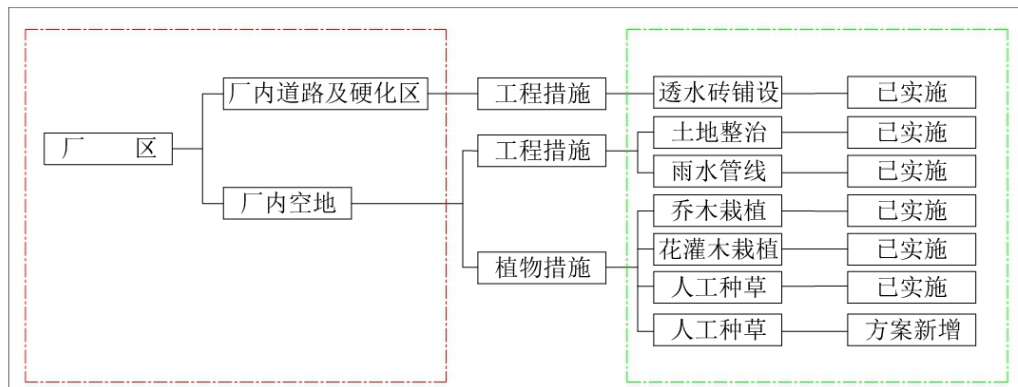 厂内道路及硬化区 工程措施 透水砖铺设 已实施
厂 区 工程措施 土地整治 已实施
雨水管线 已实施
厂内空地 乔木栽植 已实施
花灌木栽植 已实施
植物措施 人工种草 已实施
人工种草 方案新增